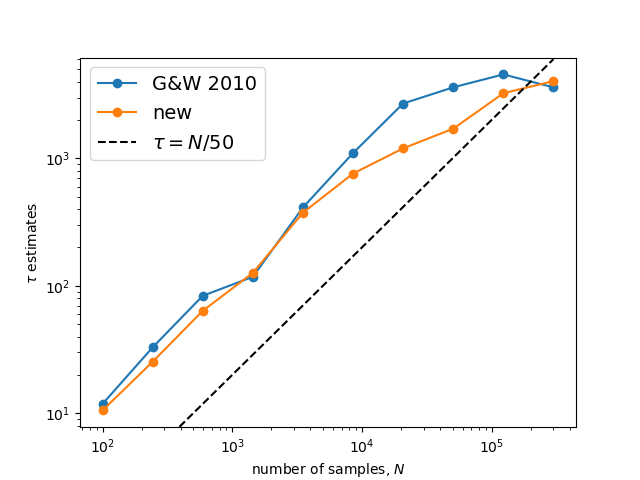 G&W 2010
new
τ = N/50
10³
10²
10¹
τ estimates
10² 10³ 10⁴ 10⁵
number of samples, N